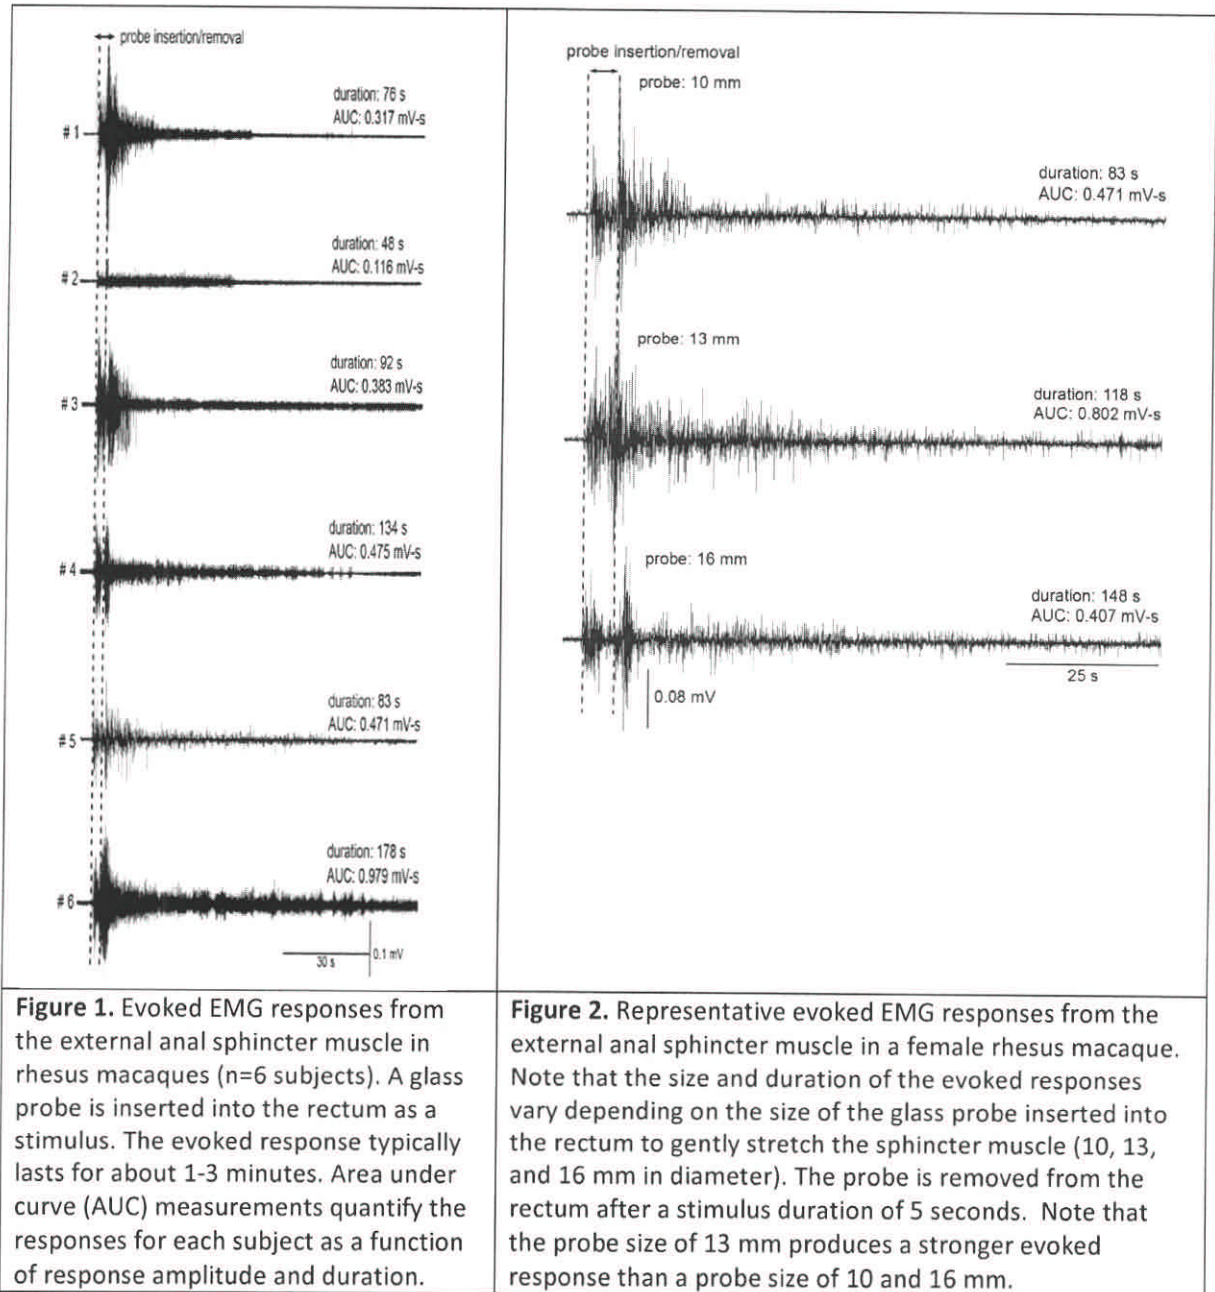 probe insertion/removal
duration: 76 s
AUC: 0.317 mV-s
#1
duration: 48 s
AUC: 0.116 mV-s
#2
duration: 92 s
AUC: 0.383 mV-s
#3
duration: 134 s
AUC: 0.475 mV-s
#4
duration: 83 s
AUC: 0.471 mV-s
#5
duration: 178 s
AUC: 0.979 mV-s
#6
30 s
0.1 mV
probe insertion/removal
probe: 10 mm
duration: 83 s
AUC: 0.471 mV-s
probe: 13 mm
duration: 118 s
AUC: 0.802 mV-s
probe: 16 mm
duration: 148 s
AUC: 0.407 mV-s
25 s
0.08 mV
Figure 1. Evoked EMG responses from
the external anal sphincter muscle in
rhesus macaques (n=6 subjects). A glass
probe is inserted into the rectum as a
stimulus. The evoked response typically
lasts for about 1-3 minutes. Area under
curve (AUC) measurements quantify the
responses for each subject as a function
of response amplitude and duration.
Figure 2. Representative evoked EMG responses from the
external anal sphincter muscle in a female rhesus macaque.
Note that the size and duration of the evoked responses
vary depending on the size of the glass probe inserted into
the rectum to gently stretch the sphincter muscle (10, 13,
and 16 mm in diameter). The probe is removed from the
rectum after a stimulus duration of 5 seconds. Note that
the probe size of 13 mm produces a stronger evoked
response than a probe size of 10 and 16 mm.